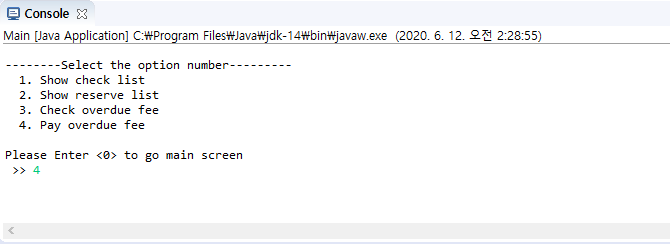 Console
Main [Java Application] C:₩Program Files₩Java₩jdk-14₩bin₩javaw.exe (2020. 6. 12. 오전 2:28:55)
--------Select the option number---------
1. Show check list
2. Show reserve list
3. Check overdue fee
4. Pay overdue fee
Please Enter <0> to go main screen
>> 4